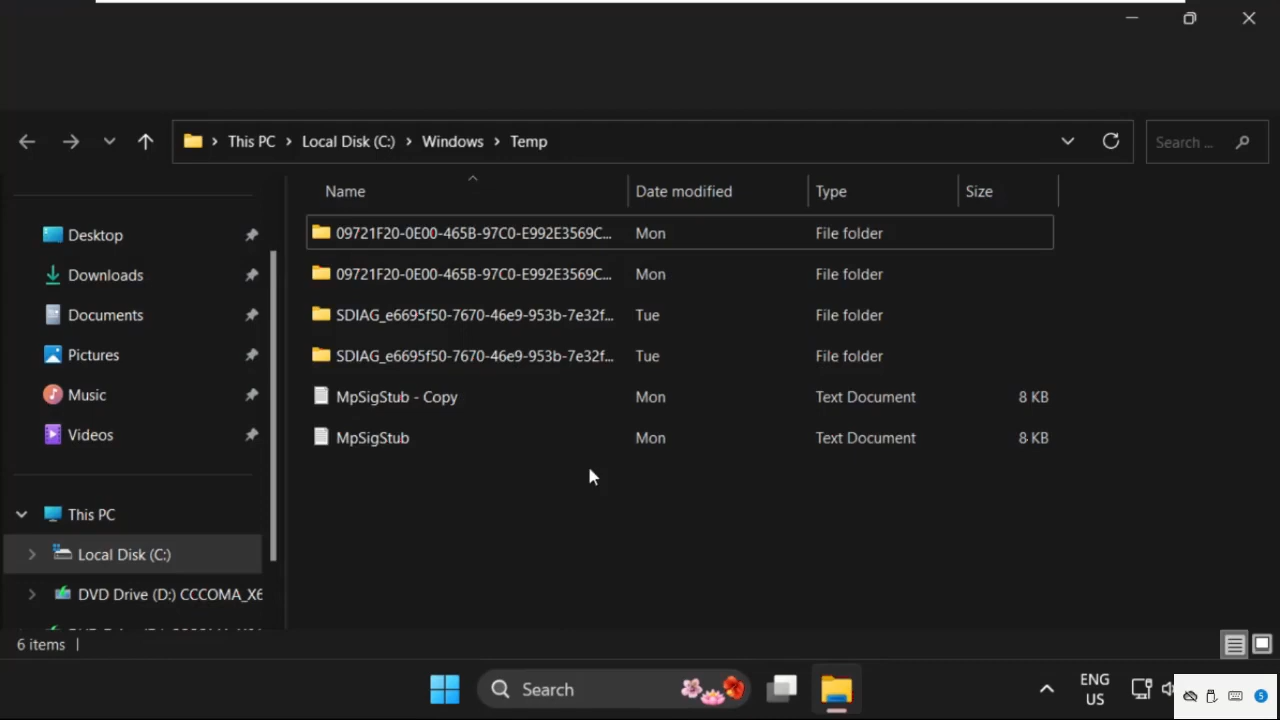 This PC > Local Disk (C:) > Windows > Temp
Search ...
Name Date modified Type Size
09721F20-0E00-465B-97C0-E992E3569C... Mon File folder
09721F20-0E00-465B-97C0-E992E3569C... Mon File folder
SDIAG_e6695f50-7670-46e9-953b-7e32f... Tue File folder
SDIAG_e6695f50-7670-46e9-953b-7e32f... Tue File folder
MpSigStub - Copy Mon Text Document 8 KB
MpSigStub Mon Text Document 8 KB
Desktop
Downloads
Documents
Pictures
Music
Videos
This PC
Local Disk (C:)
DVD Drive (D:) CCCOMA_X6
6 items
Search
ENG
US
5